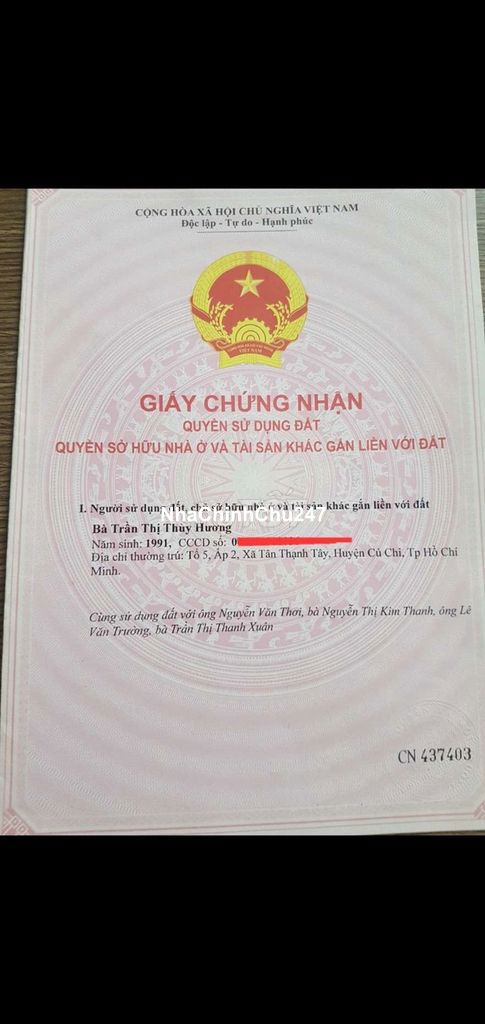 CỘNG HÒA XÃ HỘI CHỦ NGHĨA VIỆT NAM
Độc lập - Tự do - Hạnh phúc
VIỆT NAM
GIẤY CHỨNG NHẬN
QUYỀN SỬ DỤNG ĐẤT
QUYỀN SỞ HỮU NHÀ Ở VÀ TÀI SẢN KHÁC GẮN LIỀN VỚI ĐẤT
I. Người sử dụng đất, chủ sở hữu nhà ở và tài sản khác gắn liền với đất
NhaChinhChu247
Bà Trần Thị Thùy Hương
Năm sinh: 1991, CCCD số: 0
Địa chỉ thường trú: Tổ 5, Ấp 2, Xã Tân Thạnh Tây, Huyện Củ Chi, Tp Hồ Chí
Minh.
Cùng sử dụng đất với ông Nguyễn Văn Thơi, bà Nguyễn Thị Kim Thanh, ông Lê
Văn Trường, bà Trần Thị Thanh Xuân
CN 437403